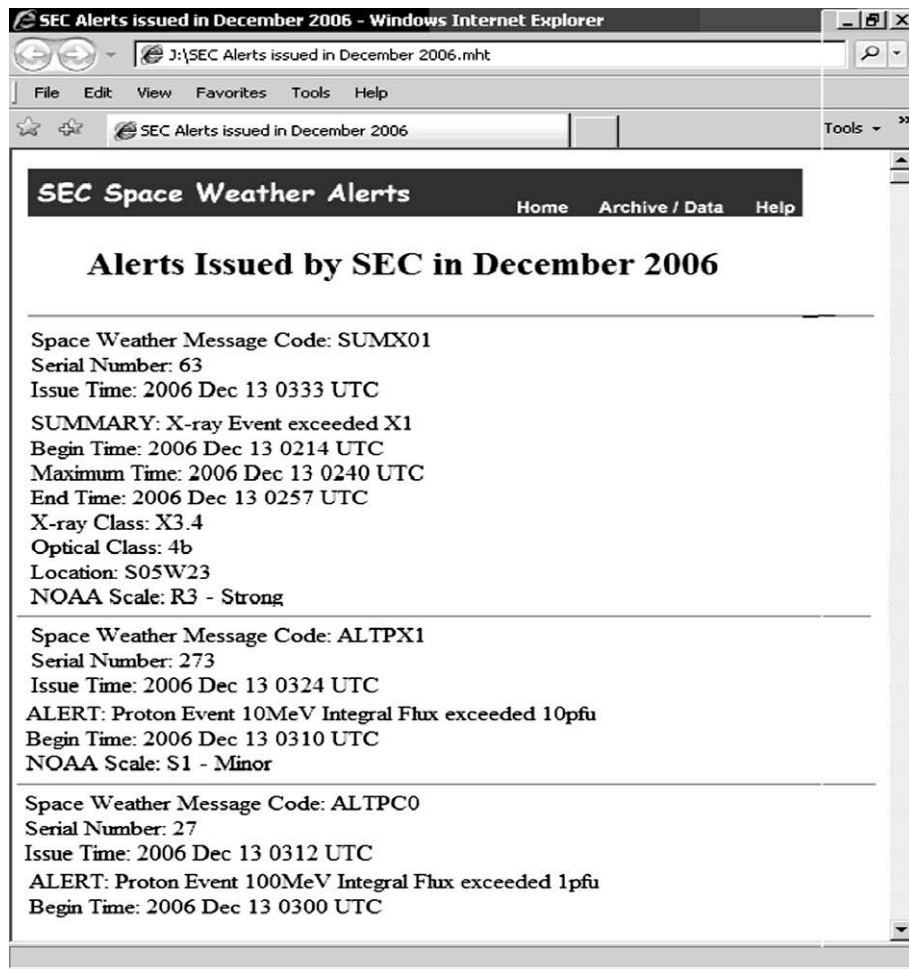 SEC Alerts issued in December 2006 - Windows Internet Explorer
J:\SEC Alerts issued in December 2006.mht
File Edit View Favorites Tools Help
SEC Alerts issued in December 2006
Tools »
SEC Space Weather Alerts
Home Archive / Data Help
Alerts Issued by SEC in December 2006
Space Weather Message Code: SUMX01
Serial Number: 63
Issue Time: 2006 Dec 13 0333 UTC
SUMMARY: X-ray Event exceeded X1
Begin Time: 2006 Dec 13 0214 UTC
Maximum Time: 2006 Dec 13 0240 UTC
End Time: 2006 Dec 13 0257 UTC
X-ray Class: X3.4
Optical Class: 4b
Location: S05W23
NOAA Scale: R3 - Strong
Space Weather Message Code: ALTPX1
Serial Number: 273
Issue Time: 2006 Dec 13 0324 UTC
ALERT: Proton Event 10MeV Integral Flux exceeded 10pfu
Begin Time: 2006 Dec 13 0310 UTC
NOAA Scale: S1 - Minor
Space Weather Message Code: ALTPC0
Serial Number: 27
Issue Time: 2006 Dec 13 0312 UTC
ALERT: Proton Event 100MeV Integral Flux exceeded 1pfu
Begin Time: 2006 Dec 13 0300 UTC